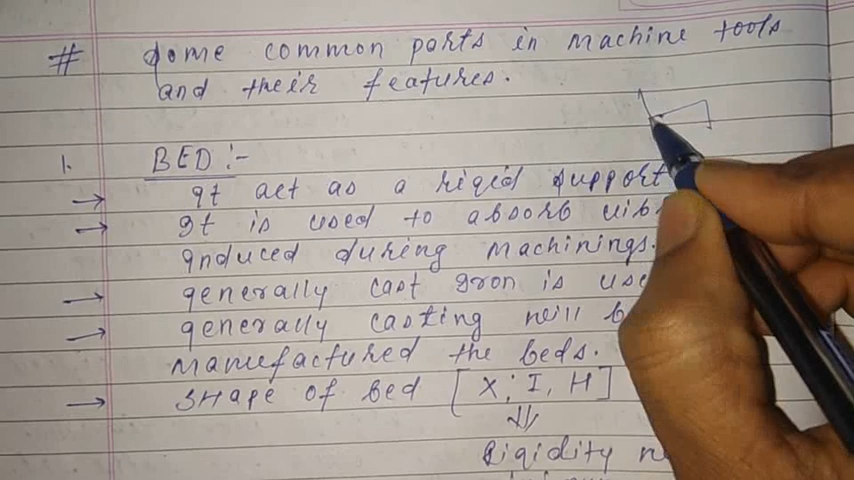 # Some common parts in machine tools
and their features.
1. BED :-
→ It act as a rigid support
→ It is used to absorb
Induced during machinings.
→ generally cast Iron is
→ generally casting will
manufactured the beds.
→ SHape of bed [X, I, H]
⇓
Rigidity